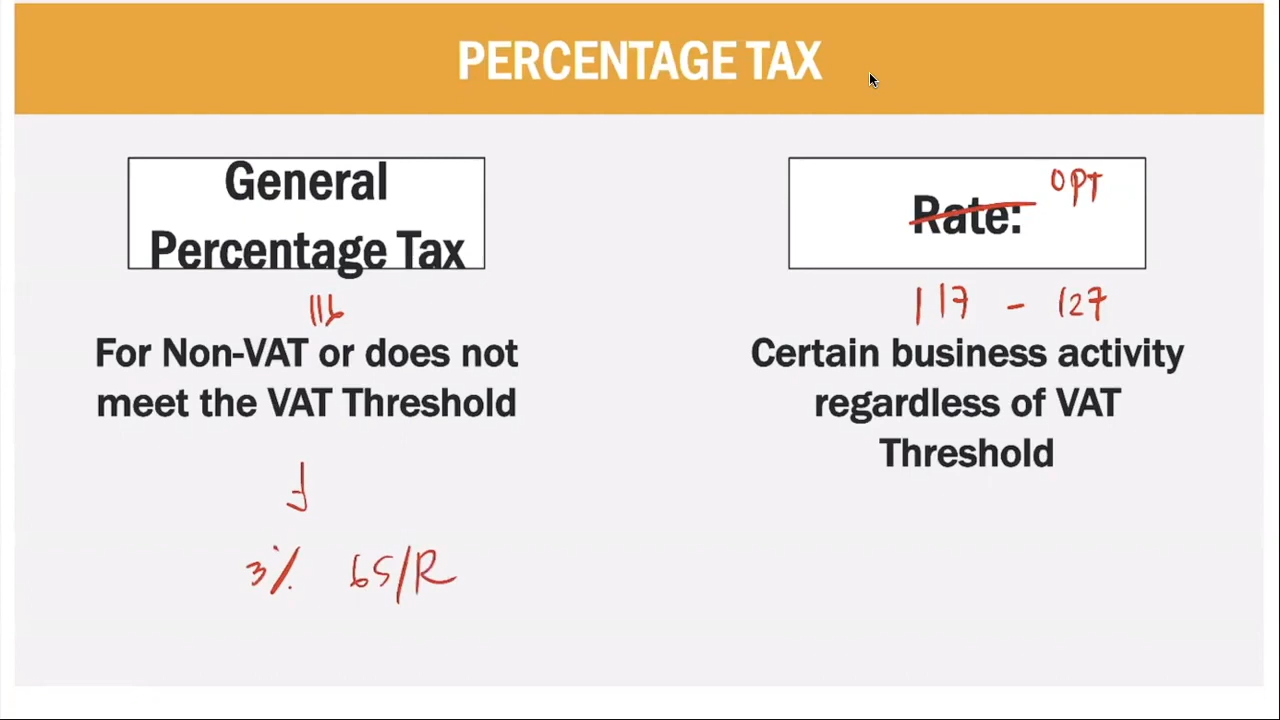 PERCENTAGE TAX
General
Percentage Tax
116
For Non-VAT or does not
meet the VAT Threshold
3% GS/R
Rate: OPT
117 - 127
Certain business activity
regardless of VAT
Threshold